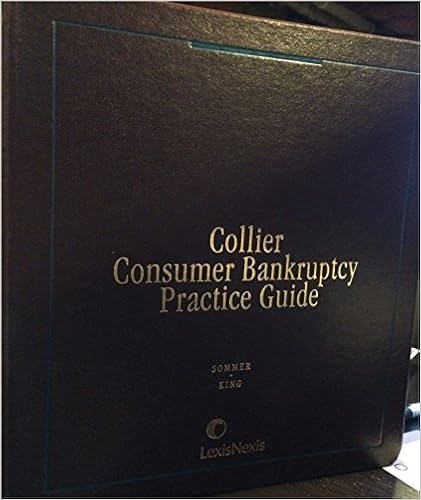 Collier
Consumer Bankruptcy
Practice Guide
SOMMER
KING
LexisNexis